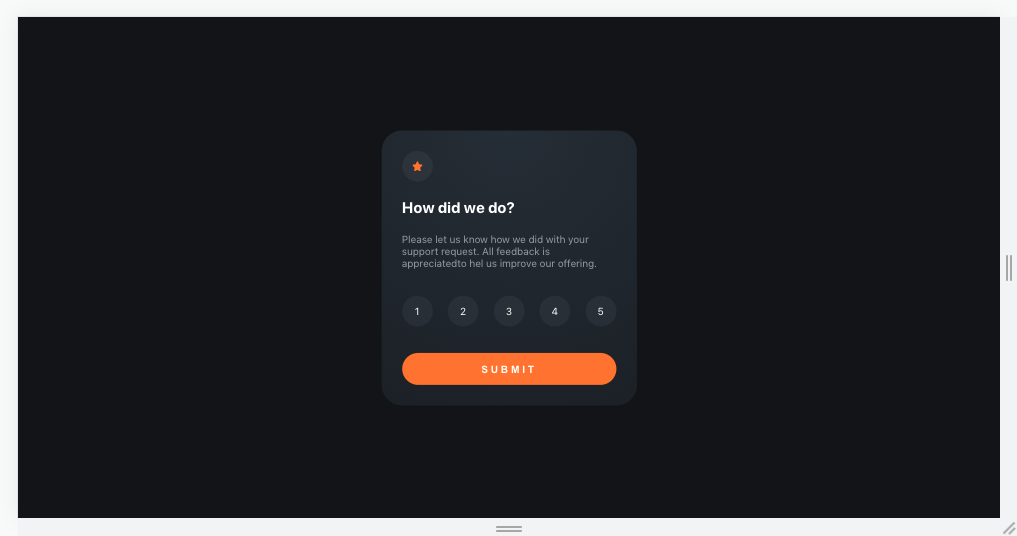 How did we do?
Please let us know how we did with your
support request. All feedback is
appreciatedto hel us improve our offering.
1 2 3 4 5
SUBMIT